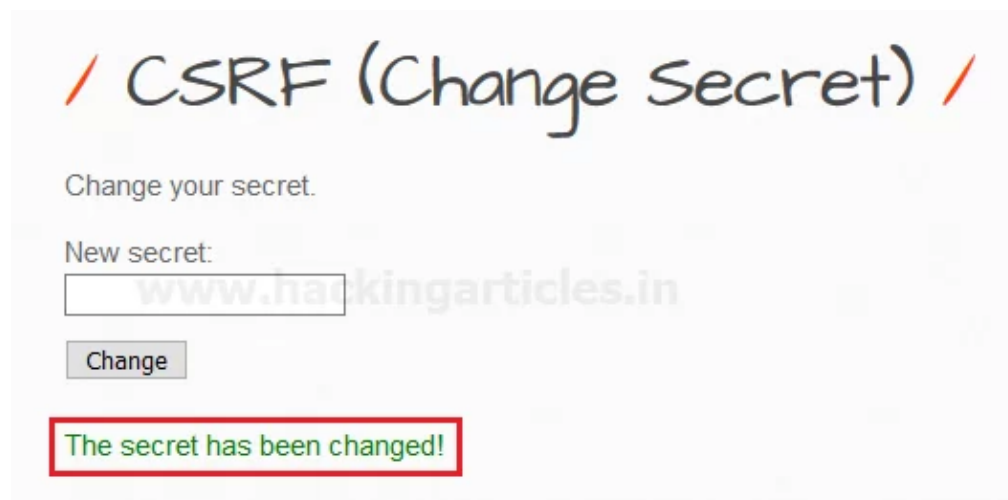 / CSRF (Change Secret) /
Change your secret.
New secret:
www.hackingarticles.in
Change
The secret has been changed!